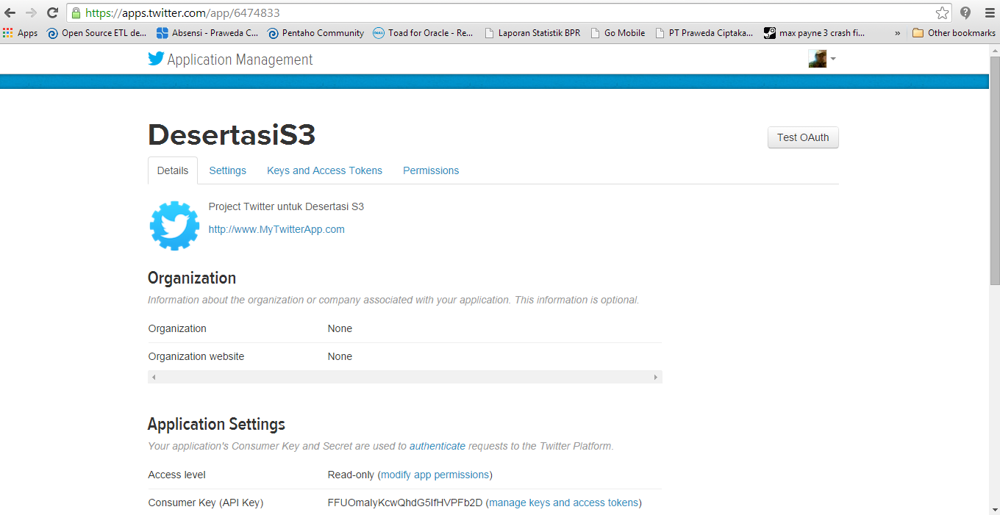 https://apps.twitter.com/app/6474833
Apps Open Source ETL de... Absensi - Praweda C... Pentaho Community Toad for Oracle - Re... Laporan Statistik BPR Go Mobile PT Praweda Ciptaka... max payne 3 crash fi... » Other bookmarks
Application Management
DesertasiS3
Test OAuth
Details Settings Keys and Access Tokens Permissions
Project Twitter untuk Desertasi S3
http://www.MyTwitterApp.com
Organization
Information about the organization or company associated with your application. This information is optional.
Organization None
Organization website None
Application Settings
Your application's Consumer Key and Secret are used to authenticate requests to the Twitter Platform.
Access level Read-only (modify app permissions)
Consumer Key (API Key) FFUOmalyKcwQhdG5IfHVPFb2D (manage keys and access tokens)